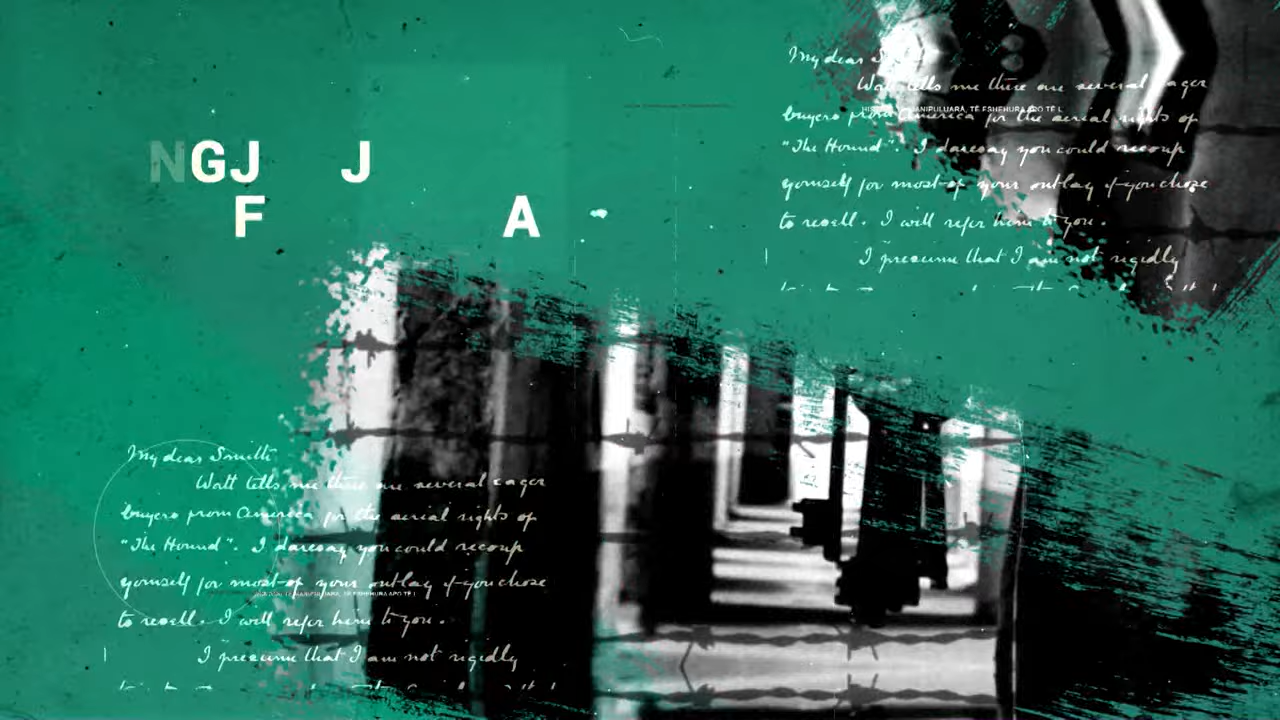 NGJ J
F A
My dear S
Watt tells me there are several eager
buyers from America for the aerial rights of
"The Hound". I daresay you could recoup
yourself for most of your outlay if you chose
to resell. I will refer him to you.
I presume that I am not rigidly
My dear Smith
Watt tells me there are several eager
buyers from America for the aerial rights of
"The Hound". I daresay you could recoup
yourself for most of your outlay if you chose
to resell. I will refer him to you.
I presume that I am not rigidly